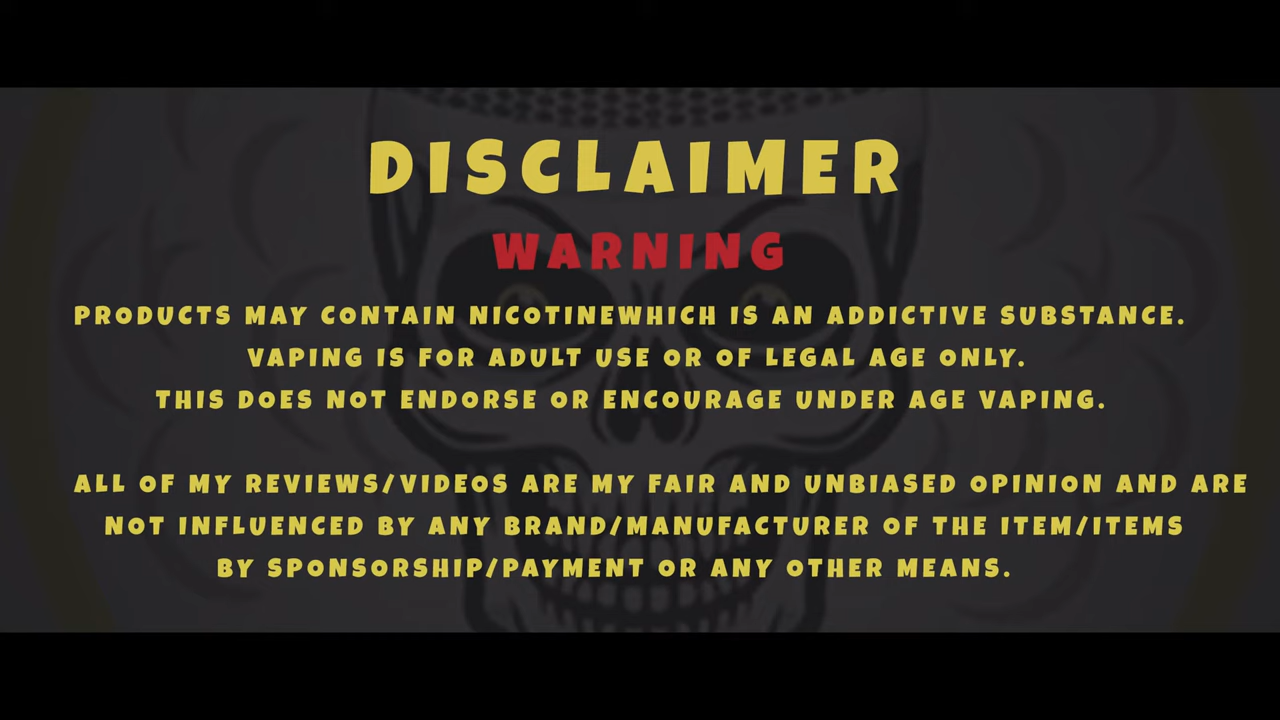 DISCLAIMER
WARNING
PRODUCTS MAY CONTAIN NICOTINEWHICH IS AN ADDICTIVE SUBSTANCE.
VAPING IS FOR ADULT USE OR OF LEGAL AGE ONLY.
THIS DOES NOT ENDORSE OR ENCOURAGE UNDER AGE VAPING.
ALL OF MY REVIEWS/VIDEOS ARE MY FAIR AND UNBIASED OPINION AND ARE
NOT INFLUENCED BY ANY BRAND/MANUFACTURER OF THE ITEM/ITEMS
BY SPONSORSHIP/PAYMENT OR ANY OTHER MEANS.